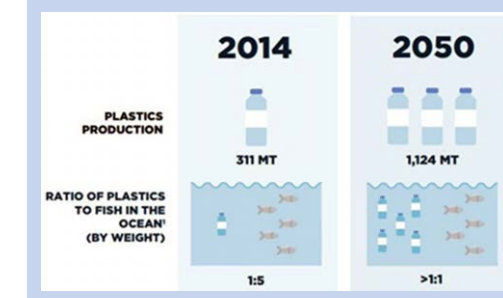 2014
2050
PLASTICS
PRODUCTION
311 MT
1,124 MT
RATIO OF PLASTICS
TO FISH IN THE
OCEAN¹
(BY WEIGHT)
1:5
>1:1